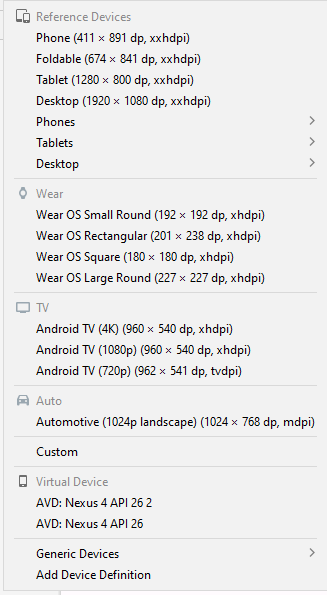 Reference Devices
Phone (411 × 891 dp, xxhdpi)
Foldable (674 × 841 dp, xxhdpi)
Tablet (1280 × 800 dp, xxhdpi)
Desktop (1920 × 1080 dp, xxhdpi)
Phones
Tablets
Desktop
Wear
Wear OS Small Round (192 × 192 dp, xhdpi)
Wear OS Rectangular (201 × 238 dp, xhdpi)
Wear OS Square (180 × 180 dp, xhdpi)
Wear OS Large Round (227 × 227 dp, xhdpi)
TV
Android TV (4K) (960 × 540 dp, xhdpi)
Android TV (1080p) (960 × 540 dp, xhdpi)
Android TV (720p) (962 × 541 dp, tvdpi)
Auto
Automotive (1024p landscape) (1024 × 768 dp, mdpi)
Custom
Virtual Device
AVD: Nexus 4 API 26 2
AVD: Nexus 4 API 26
Generic Devices
Add Device Definition